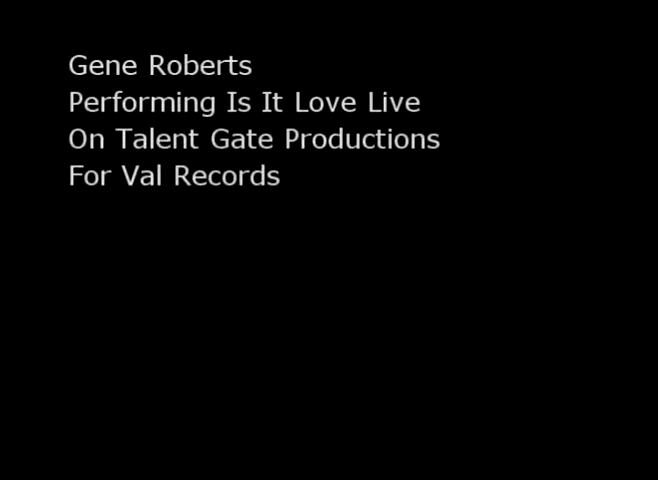 Gene Roberts
Performing Is It Love Live
On Talent Gate Productions
For Val Records